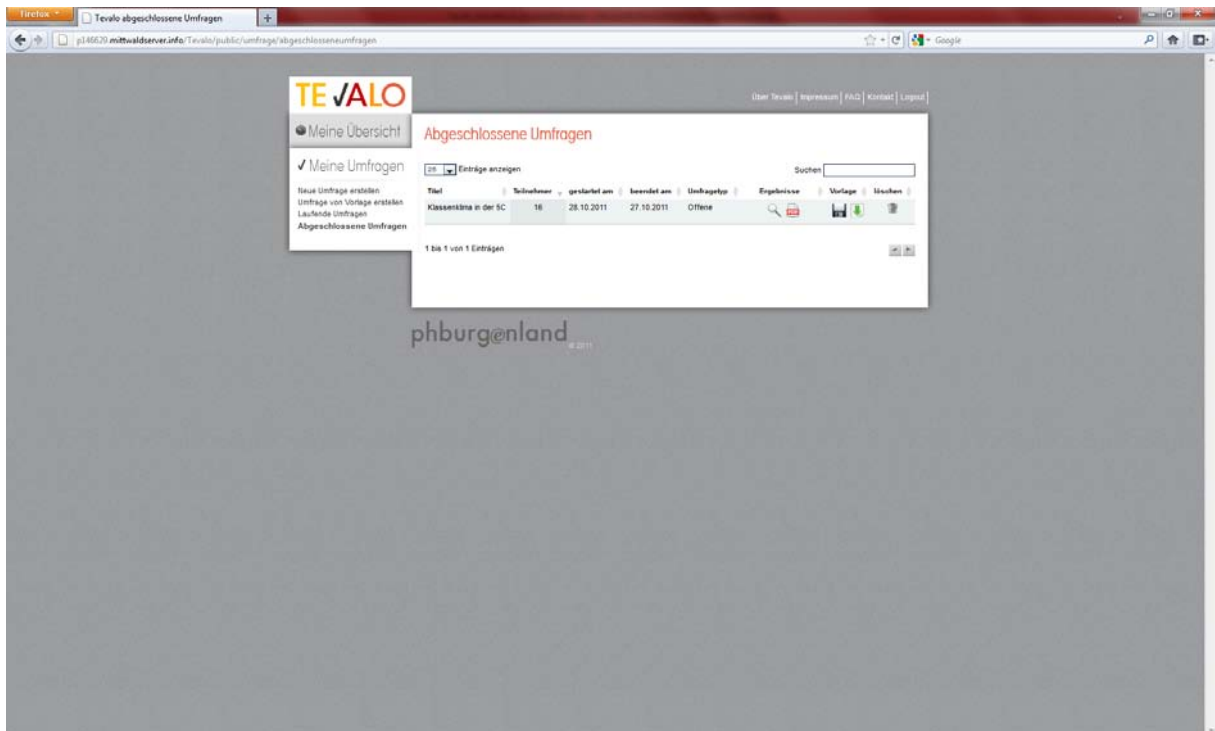 Firefox
Tevalo abgeschlossene Umfragen
p146629.mittwaldserver.info/Tevalo/public/umfrage/abgeschlosseneumfragen
Google
TEVALO
Über Tevalo | Impressum | FAQ | Kontakt | Logout |
Meine Übersicht
Meine Umfragen
Neue Umfrage erstellen
Umfrage von Vorlage erstellen
Laufende Umfragen
Abgeschlossene Umfragen
Abgeschlossene Umfragen
25 Einträge anzeigen
Suchen
Titel Teilnehmer gestartet am beendet am Umfragetyp Ergebnisse Vorlage löschen
Klassenklima in der 5C 16 28.10.2011 27.10.2011 Offene
1 bis 1 von 1 Einträgen
phburgenland
© 2011